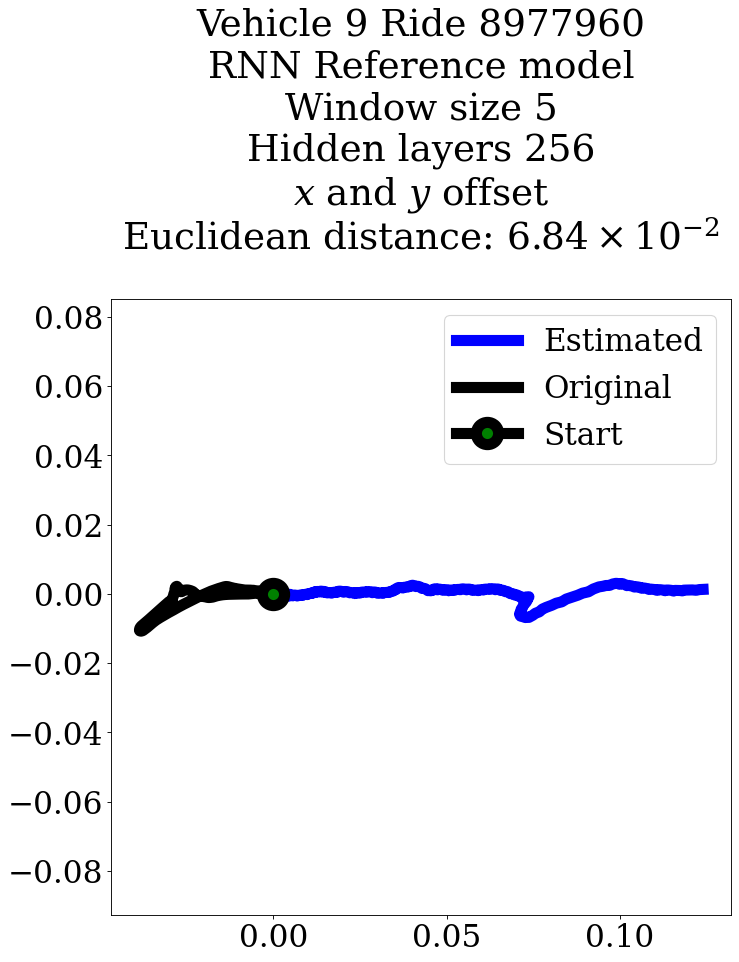 Vehicle 9 Ride 8977960
RNN Reference model
Window size 5
Hidden layers 256
x and y offset
Euclidean distance: 6.84 × 10⁻²
Estimated
Original
Start
0.08
0.06
0.04
0.02
0.00
−0.02
−0.04
−0.06
−0.08
0.00 0.05 0.10